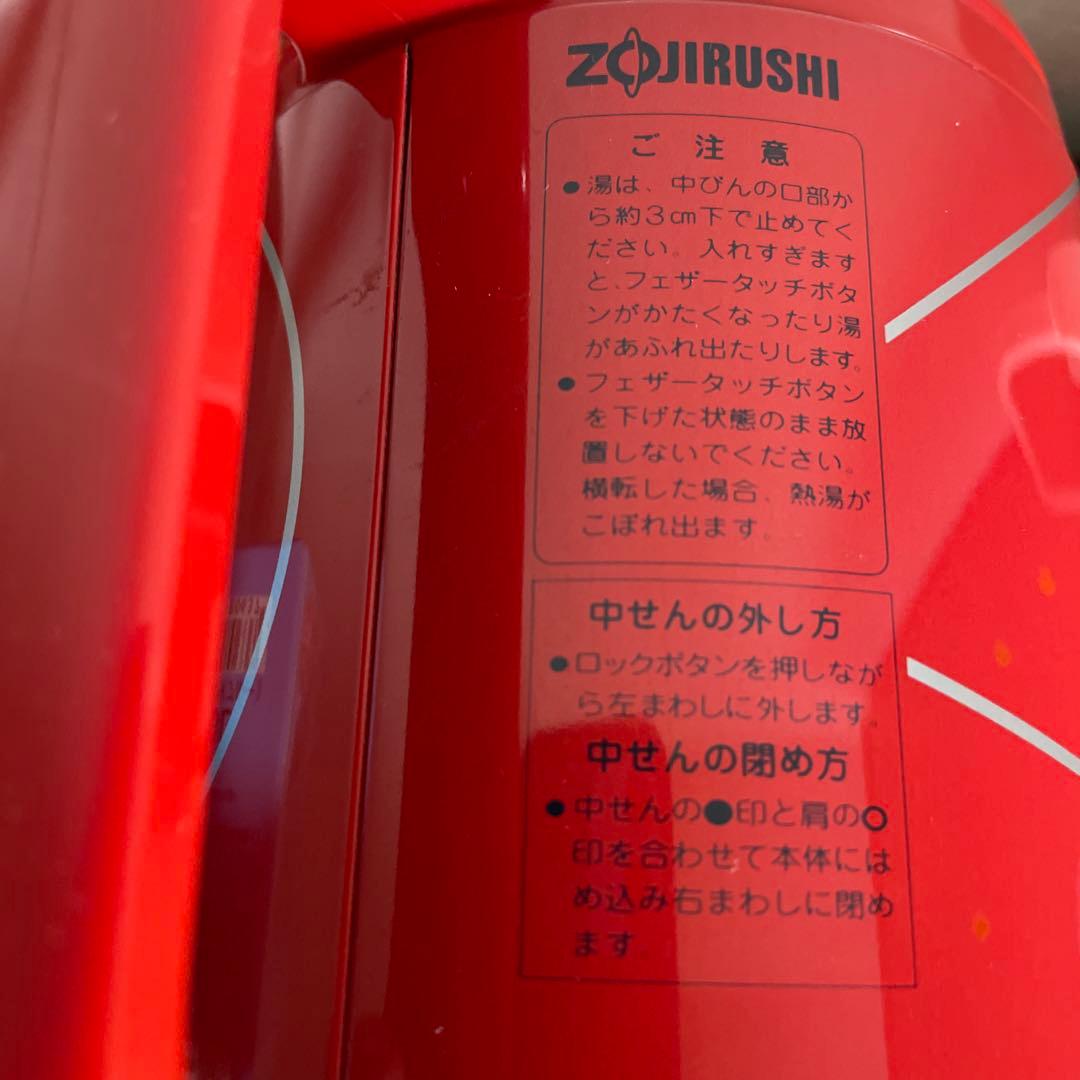 ZOJIRUSHI
ご注意
●湯は、中びんの口部か
ら約3㎝下で止めてく
ださい。入れすぎます
と、フェザータッチボタ
ンがかたくなったり湯
があふれ出たりします。
●フェザータッチボタン
を下げた状態のまま放
置しないでください。
横転した場合、熱湯が
こぼれ出ます。
中せんの外し方
●ロックボタンを押しなが
ら左まわしに外します。
中せんの閉め方
●中せんの●印と肩の○
印を合わせて本体には
め込み右まわしに閉め
ます。